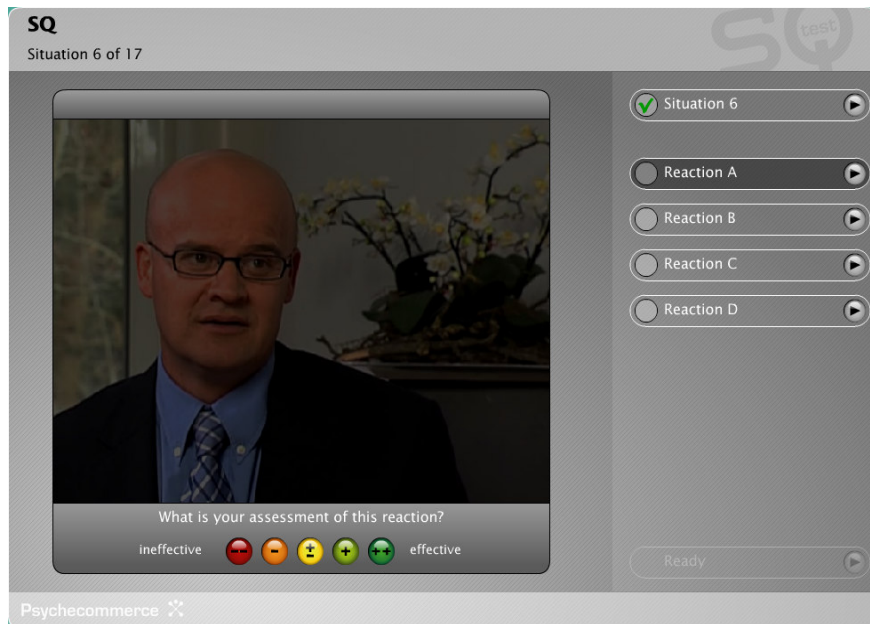 SQ
Situation 6 of 17
SQ test
Situation 6
Reaction A
Reaction B
Reaction C
Reaction D
What is your assessment of this reaction?
ineffective -- - ± + ++ effective
Ready
Psychecommerce